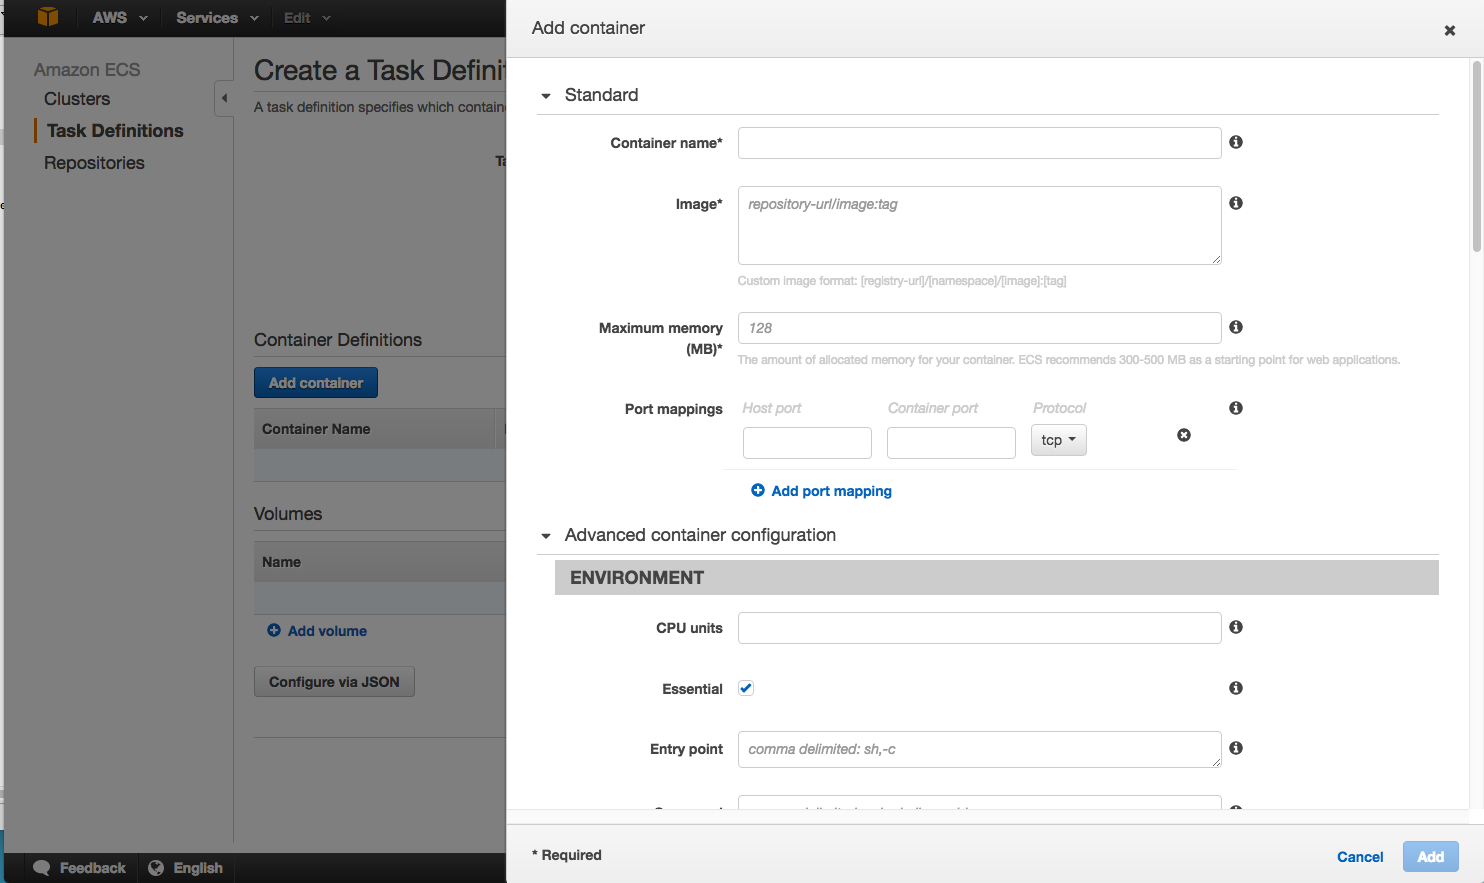 AWS Services Edit
Add container
Amazon ECS
Clusters
Task Definitions
Repositories
Create a Task Defini
A task definition specifies which contain
Ta
Container Definitions
Add container
Container Name
Volumes
Name
Add volume
Configure via JSON
Standard
Container name*
Image*
repository-url/image:tag
Custom image format: [registry-url]/[namespace]/[image]:[tag]
Maximum memory
(MB)*
128
The amount of allocated memory for your container. ECS recommends 300-500 MB as a starting point for web applications.
Port mappings
Host port Container port Protocol
tcp
Add port mapping
Advanced container configuration
ENVIRONMENT
CPU units
Essential
Entry point
comma delimited: sh,-c
* Required
Cancel
Add
Feedback English